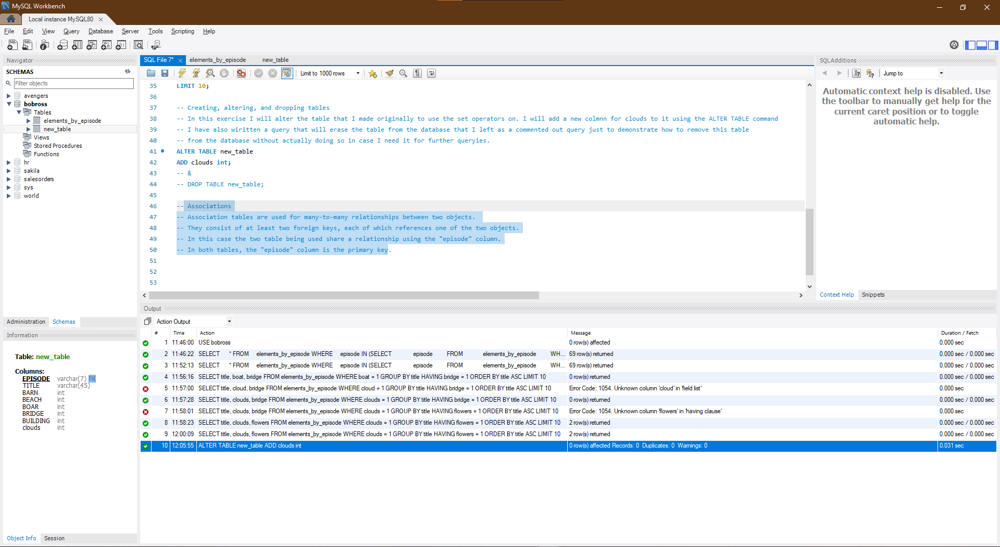 MySQL Workbench
Local instance MySQL80
File Edit View Query Database Server Tools Scripting Help
Navigator
SCHEMAS
Filter objects
avengers
bobross
Tables
elements_by_episode
new_table
Views
Stored Procedures
Functions
hr
sakila
salesorders
sys
world
Administration Schemas
Information
Table: new_table
Columns:
EPISODE varchar(7) PK
TITLE varchar(45)
BARN int
BEACH int
BOAR int
BRIDGE int
BUILDING int
clouds int
Object Info Session
SQL File 7* elements_by_episode new_table
Limit to 1000 rows
35 LIMIT 10;
36
37 -- Creating, altering, and dropping tables
38 -- In this exercise I will alter the table that I made originally to use the set operators on. I will add a new colmnn for clouds to it using the ALTER TABLE command
39 -- I have also wiritten a query that will erase the table from the database that I left as a commented out query just to demonstrate how to remove this table
40 -- from the database without actually doing so in case I need it for further queryies.
41 ALTER TABLE new_table
42 ADD clouds int;
43 -- &
44 -- DROP TABLE new_table;
45
46 -- Associations
47 -- Association tables are used for many-to-many relationships between two objects.
48 -- They consist of at least two foreign keys, each of which references one of the two objects.
49 -- In this case the two table being used share a relationship using the "episode" column.
50 -- In both tables, the "episode" column is the primary key.
51
52
53
SQLAdditions
Jump to
Automatic context help is disabled. Use
the toolbar to manually get help for the
current caret position or to toggle
automatic help.
Context Help Snippets
Output
Action Output
# Time Action Message Duration / Fetch
1 11:46:00 USE bobross 0 row(s) affected 0.000 sec
2 11:46:22 SELECT * FROM elements_by_episode WHERE episode IN (SELECT episode FROM elements_by_episode WH... 69 row(s) returned 0.000 sec / 0.000 sec
3 11:52:13 SELECT * FROM elements_by_episode WHERE episode IN (SELECT episode FROM elements_by_episode WH... 69 row(s) returned 0.000 sec / 0.000 sec
4 11:56:16 SELECT title, boat, bridge FROM elements_by_episode WHERE boat = 1 GROUP BY title HAVING bridge = 1 ORDER BY title ASC LIMIT 10 0 row(s) returned 0.000 sec / 0.000 sec
5 11:57:00 SELECT title, cloud, bridge FROM elements_by_episode WHERE cloud = 1 GROUP BY title HAVING bridge = 1 ORDER BY title ASC LIMIT 10 Error Code: 1054. Unknown column 'cloud' in 'field list' 0.000 sec
6 11:57:28 SELECT title, clouds, bridge FROM elements_by_episode WHERE clouds = 1 GROUP BY title HAVING bridge = 1 ORDER BY title ASC LIMIT 10 0 row(s) returned 0.000 sec / 0.000 sec
7 11:58:01 SELECT title, clouds, bridge FROM elements_by_episode WHERE clouds = 1 GROUP BY title HAVING flowers = 1 ORDER BY title ASC LIMIT 10 Error Code: 1054. Unknown column 'flowers' in 'having clause' 0.000 sec
8 11:58:23 SELECT title, clouds, flowers FROM elements_by_episode WHERE clouds = 1 GROUP BY title HAVING flowers = 1 ORDER BY title ASC LIMIT 10 2 row(s) returned 0.000 sec / 0.000 sec
9 12:00:09 SELECT title, clouds, flowers FROM elements_by_episode WHERE clouds = 1 GROUP BY title HAVING flowers = 1 ORDER BY title ASC LIMIT 10 2 row(s) returned 0.000 sec / 0.000 sec
10 12:05:55 ALTER TABLE new_table ADD clouds int 0 row(s) affected Records: 0 Duplicates: 0 Warnings: 0 0.031 sec